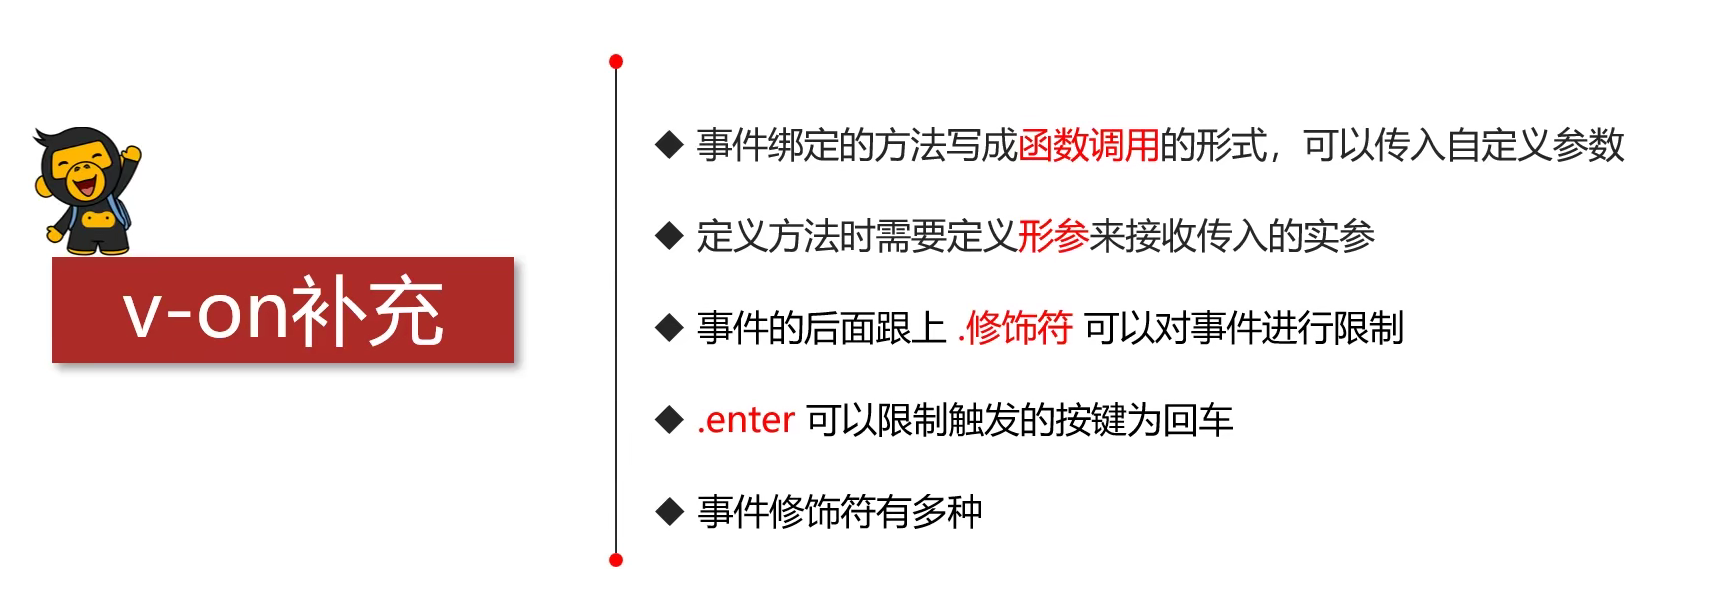 v-on补充
事件绑定的方法写成函数调用的形式，可以传入自定义参数
定义方法时需要定义形参来接收传入的实参
事件的后面跟上 .修饰符 可以对事件进行限制
.enter 可以限制触发的按键为回车
事件修饰符有多种